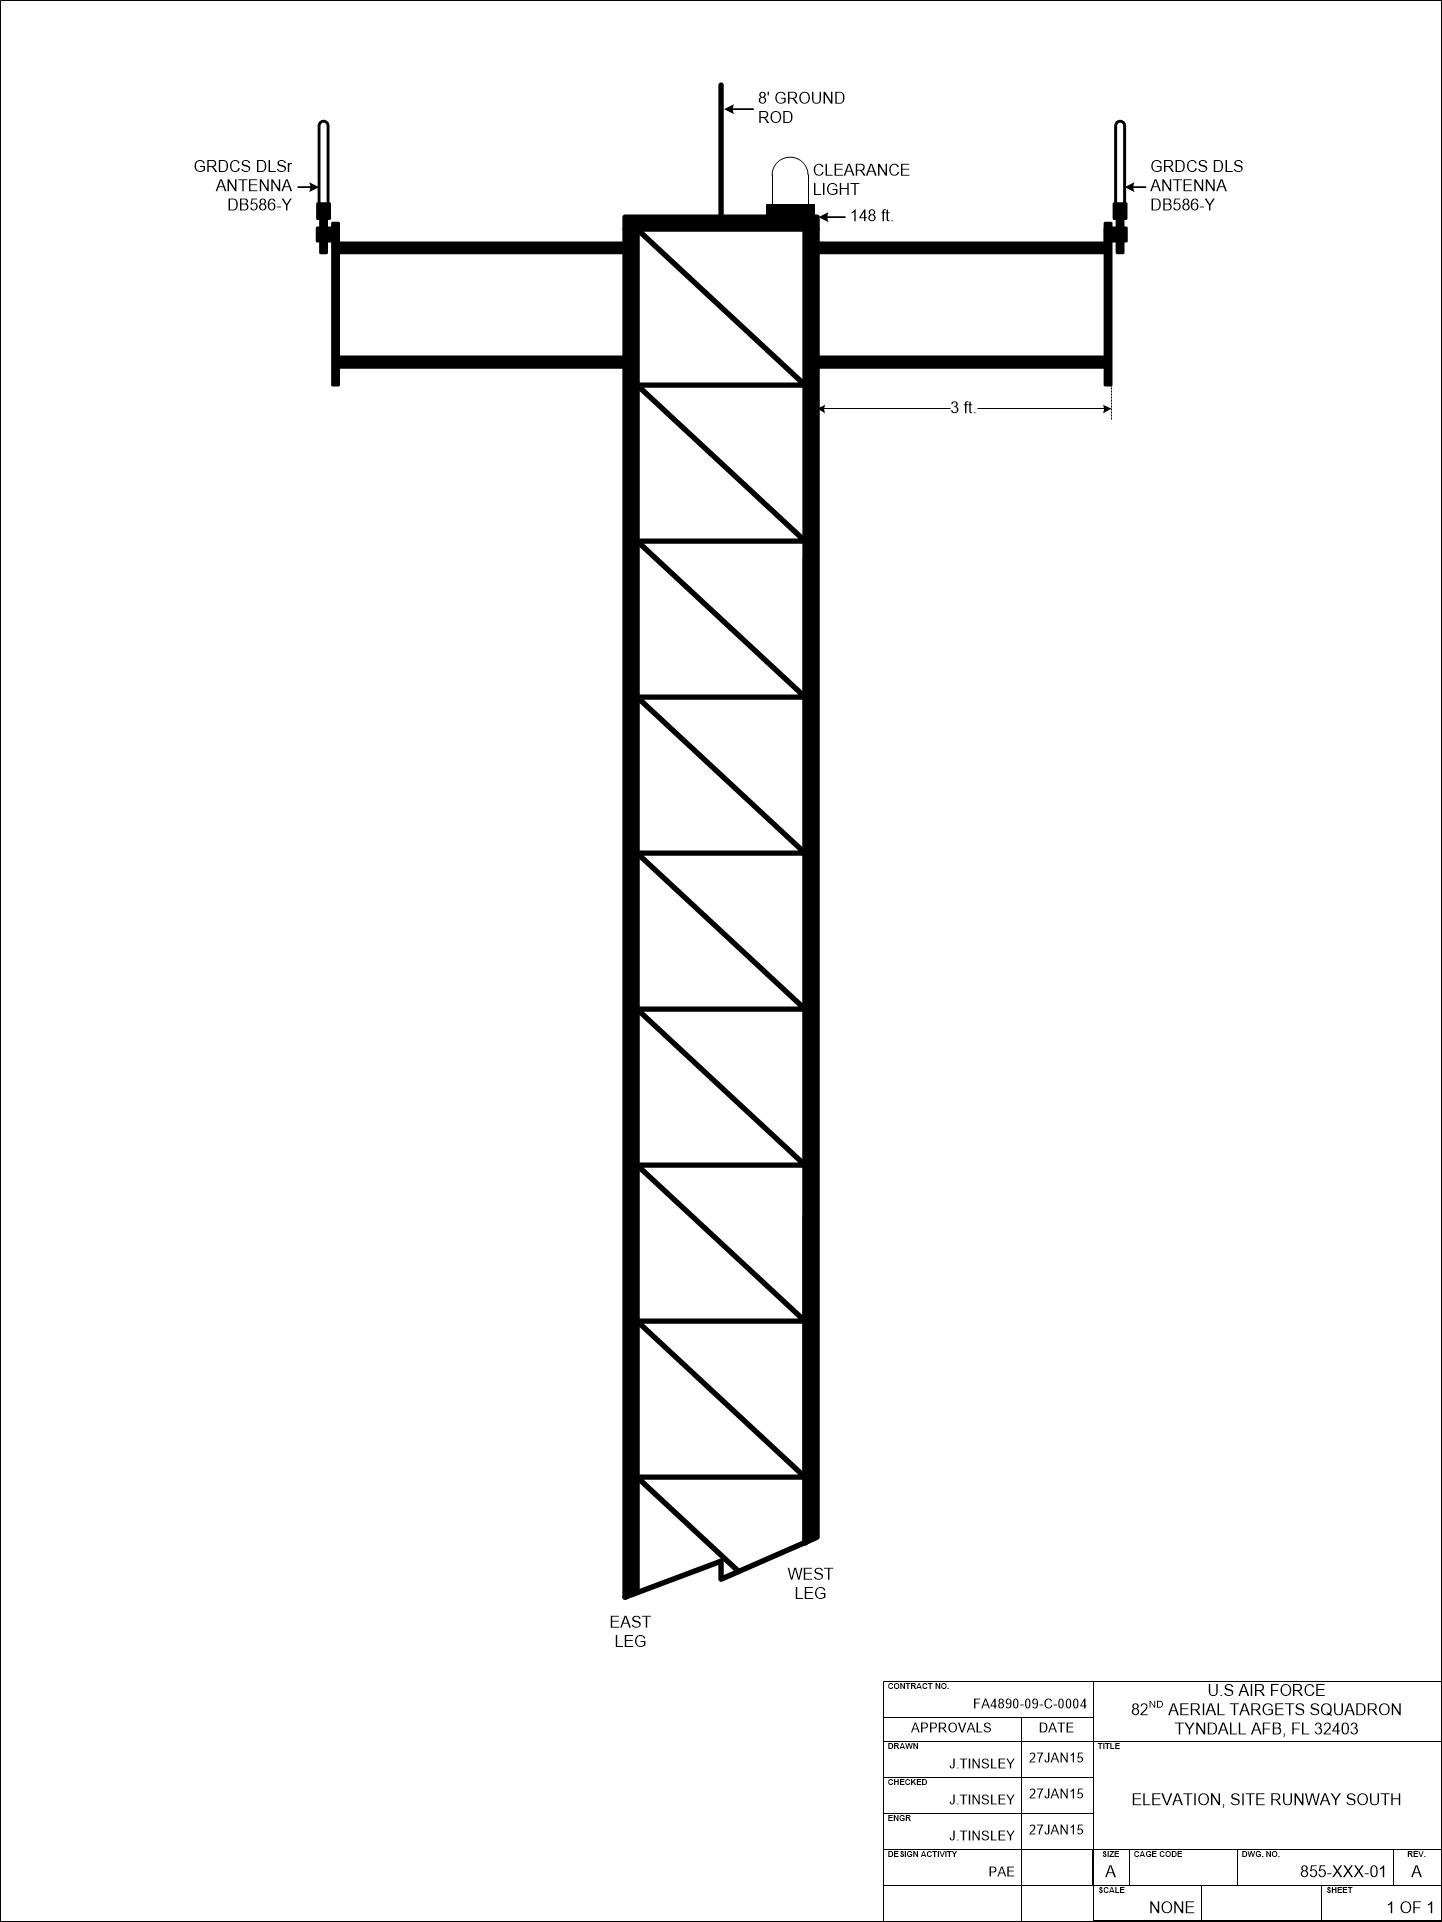 8' GROUND
ROD
GRDCS DLSr
ANTENNA
DB586-Y
CLEARANCE
LIGHT
GRDCS DLS
ANTENNA
DB586-Y
148 ft.
3 ft.
WEST
LEG
EAST
LEG
CONTRACT NO.
FA4890-09-C-0004
U.S AIR FORCE
82ND AERIAL TARGETS SQUADRON
TYNDALL AFB, FL 32403
APPROVALS DATE
DRAWN
J.TINSLEY 27JAN15
CHECKED
J.TINSLEY 27JAN15
ENGR
J.TINSLEY 27JAN15
TITLE
ELEVATION, SITE RUNWAY SOUTH
DESIGN ACTIVITY
PAE
SIZE
A
CAGE CODE
DWG. NO.
855-XXX-01
REV.
A
SCALE
NONE
SHEET
1 OF 1